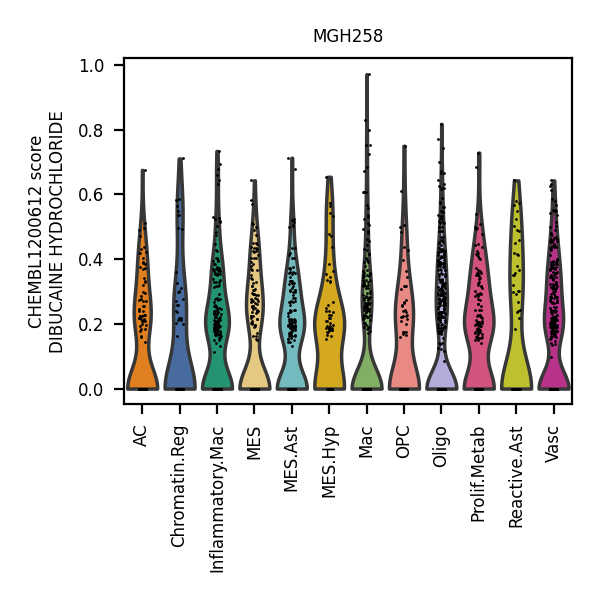 MGH258
CHEMBL1200612 score
DIBUCAINE HYDROCHLORIDE
1.0
0.8
0.6
0.4
0.2
0.0
AC
Chromatin.Reg
Inflammatory.Mac
MES
MES.Ast
MES.Hyp
Mac
OPC
Oligo
Prolif.Metab
Reactive.Ast
Vasc